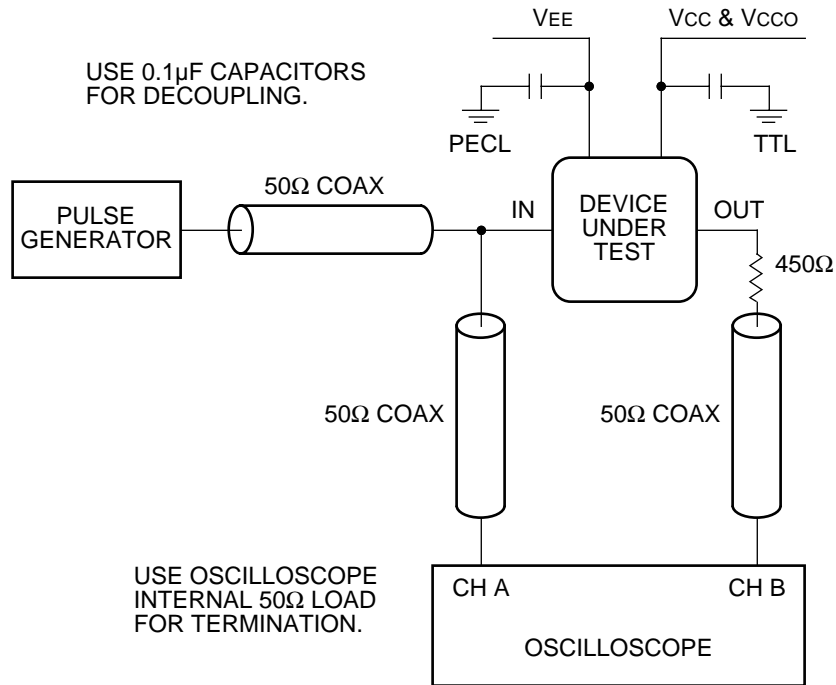 VEE
VCC & VCCO
USE 0.1µF CAPACITORS
FOR DECOUPLING.
PECL
TTL
50Ω COAX
PULSE
GENERATOR
IN
DEVICE
UNDER
TEST
OUT
450Ω
50Ω COAX
50Ω COAX
USE OSCILLOSCOPE
INTERNAL 50Ω LOAD
FOR TERMINATION.
CH A
CH B
OSCILLOSCOPE